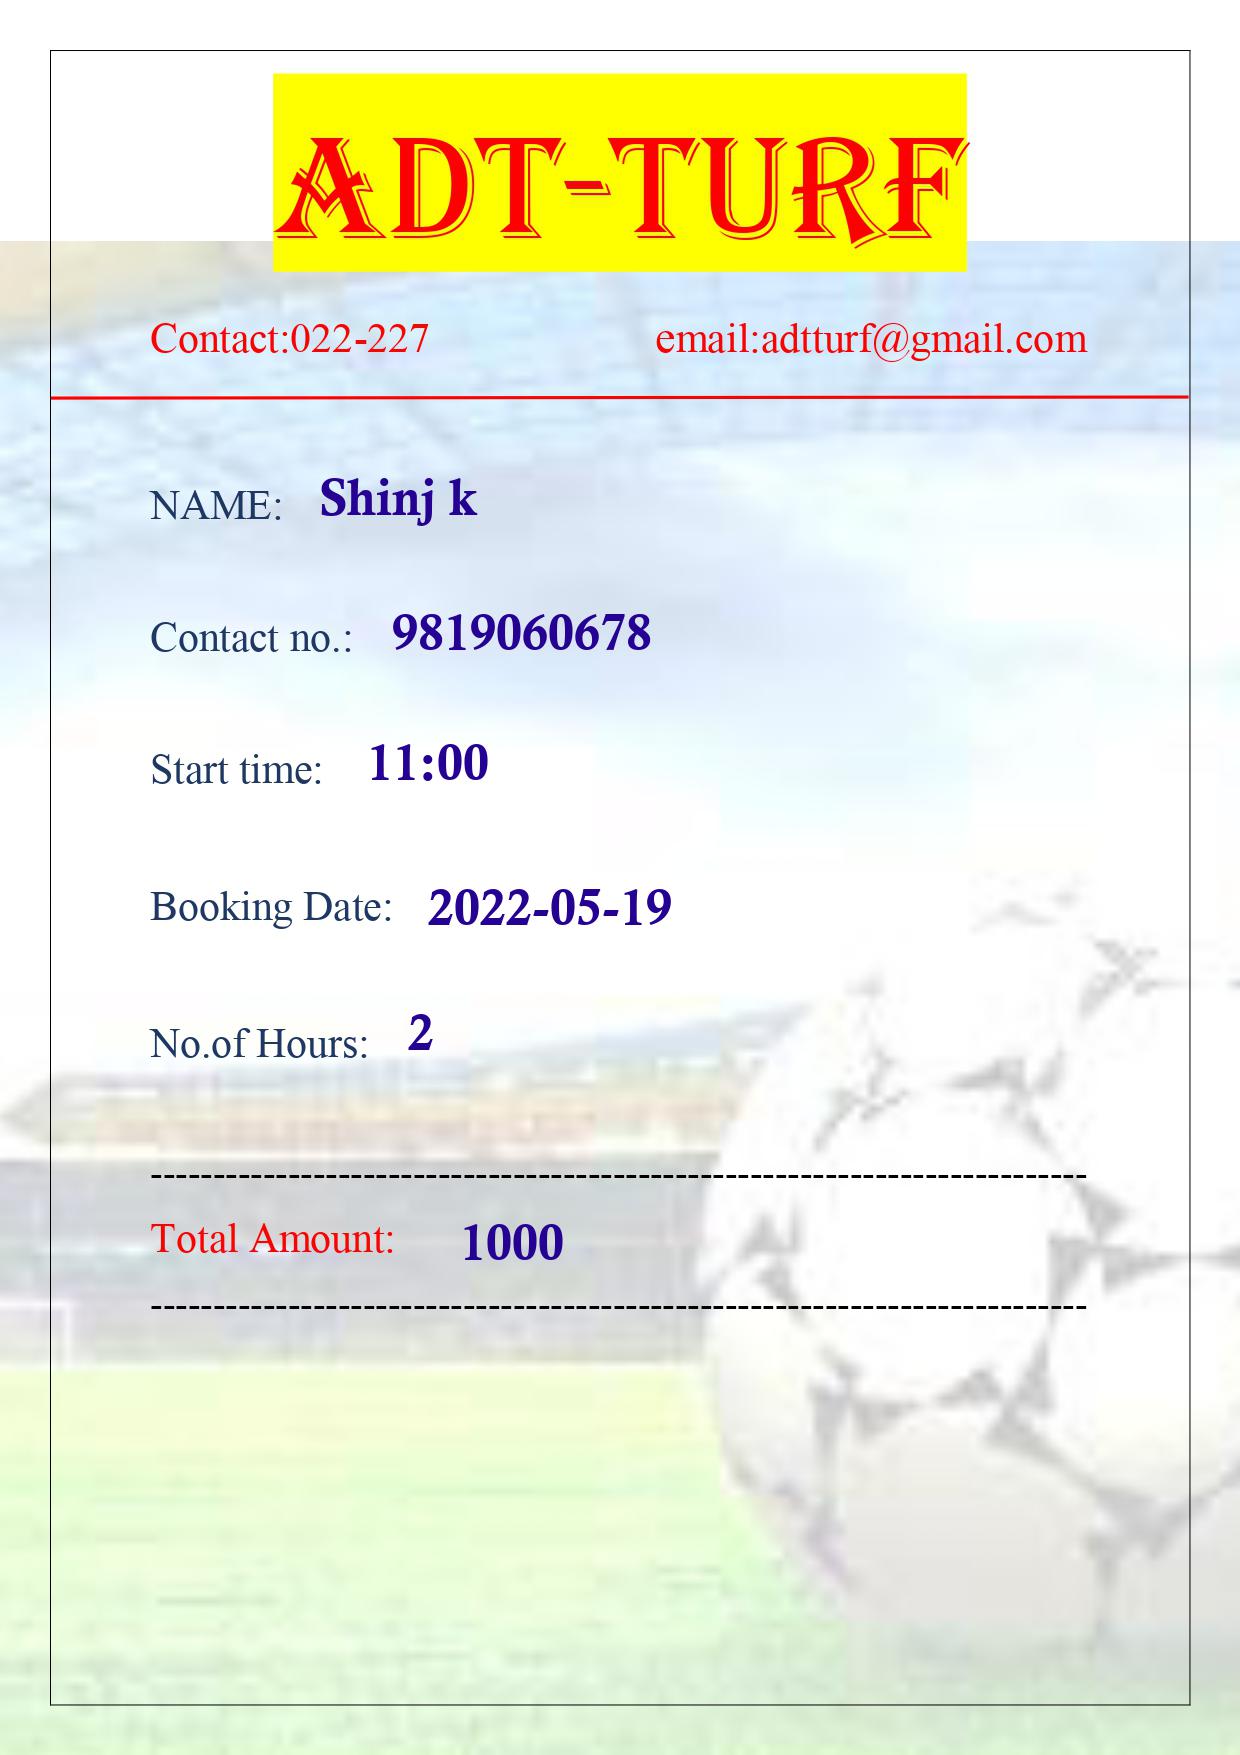 ADT-TURF
Contact:022-227 email:adtturf@gmail.com
NAME: Shinj k
Contact no.: 9819060678
Start time: 11:00
Booking Date: 2022-05-19
No.of Hours: 2
---------------------------------------------------------------------------
Total Amount: 1000
---------------------------------------------------------------------------